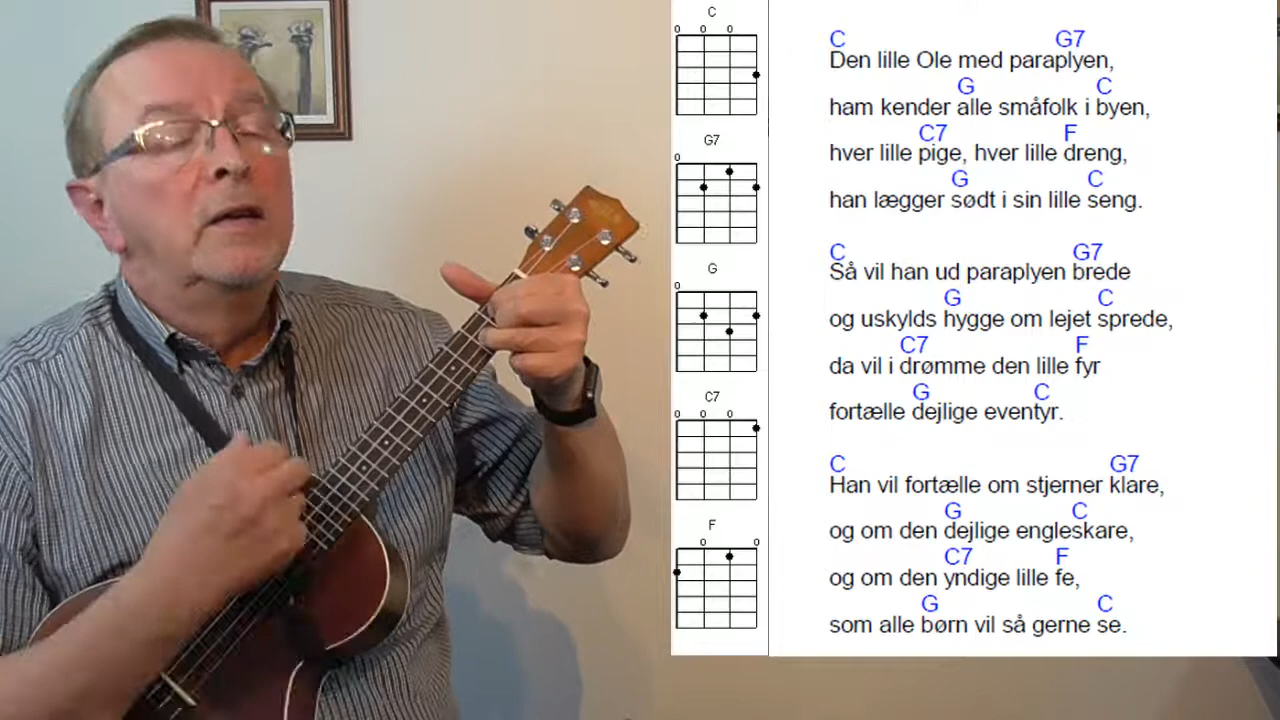 C
0 0 0
G7
0
G
0
C7
0 0 0
F
0 0
C G7
Den lille Ole med paraplyen,
G C
ham kender alle småfolk i byen,
C7 F
hver lille pige, hver lille dreng,
G C
han lægger sødt i sin lille seng.
C G7
Så vil han ud paraplyen brede
G C
og uskylds hygge om lejet sprede,
C7 F
da vil i drømme den lille fyr
G C
fortælle dejlige eventyr.
C G7
Han vil fortælle om stjerner klare,
G C
og om den dejlige engleskare,
C7 F
og om den yndige lille fe,
G C
som alle børn vil så gerne se.